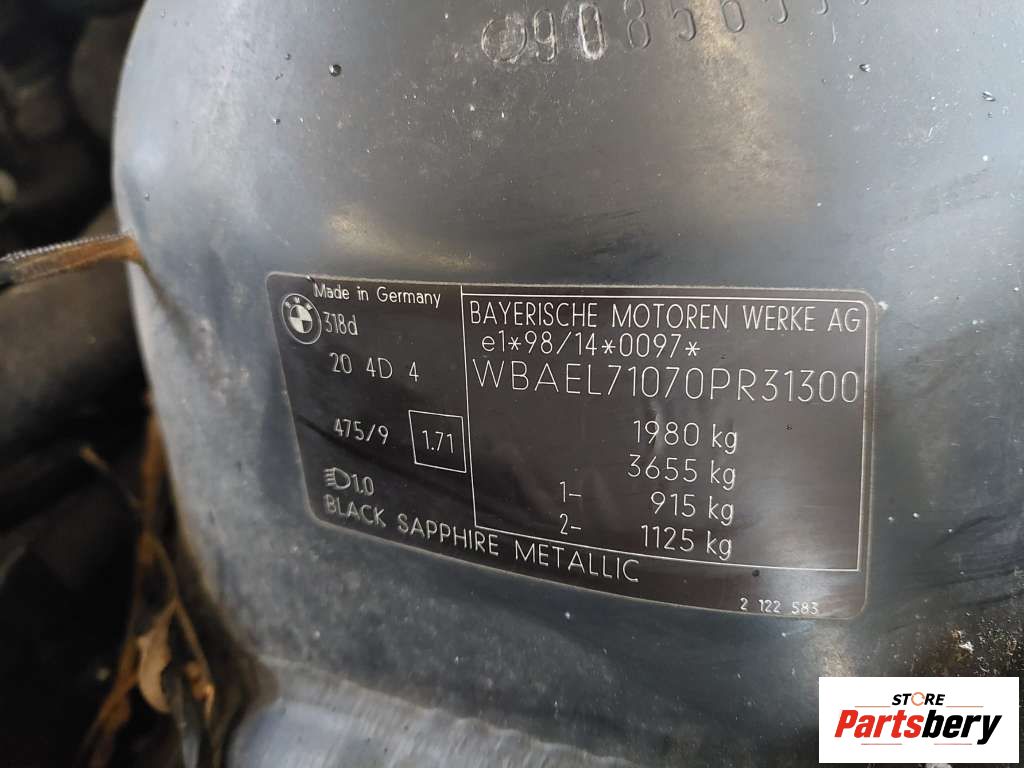 Made in Germany
318d
20 4D 4
475/9
1.71
1.0
BLACK SAPPHIRE METALLIC
BAYERISCHE MOTOREN WERKE AG
e1*98/14*0097*
WBAEL71070PR31300
1980 kg
3655 kg
1- 915 kg
2- 1125 kg
2 122 583
STORE
Partsbery